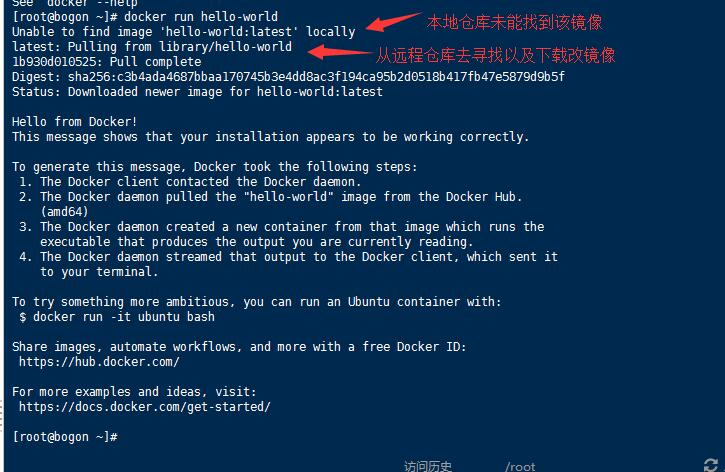 See 'docker --help'
[root@bogon ~]# docker run hello-world
Unable to find image 'hello-world:latest' locally
本地仓库未能找到该镜像
latest: Pulling from library/hello-world
从远程仓库去寻找以及下载改镜像
1b930d010525: Pull complete
Digest: sha256:c3b4ada4687bbaa170745b3e4dd8ac3f194ca95b2d0518b417fb47e5879d9b5f
Status: Downloaded newer image for hello-world:latest
Hello from Docker!
This message shows that your installation appears to be working correctly.
To generate this message, Docker took the following steps:
1. The Docker client contacted the Docker daemon.
2. The Docker daemon pulled the "hello-world" image from the Docker Hub.
(amd64)
3. The Docker daemon created a new container from that image which runs the
executable that produces the output you are currently reading.
4. The Docker daemon streamed that output to the Docker client, which sent it
to your terminal.
To try something more ambitious, you can run an Ubuntu container with:
$ docker run -it ubuntu bash
Share images, automate workflows, and more with a free Docker ID:
https://hub.docker.com/
For more examples and ideas, visit:
https://docs.docker.com/get-started/
[root@bogon ~]#
访问历史 /root